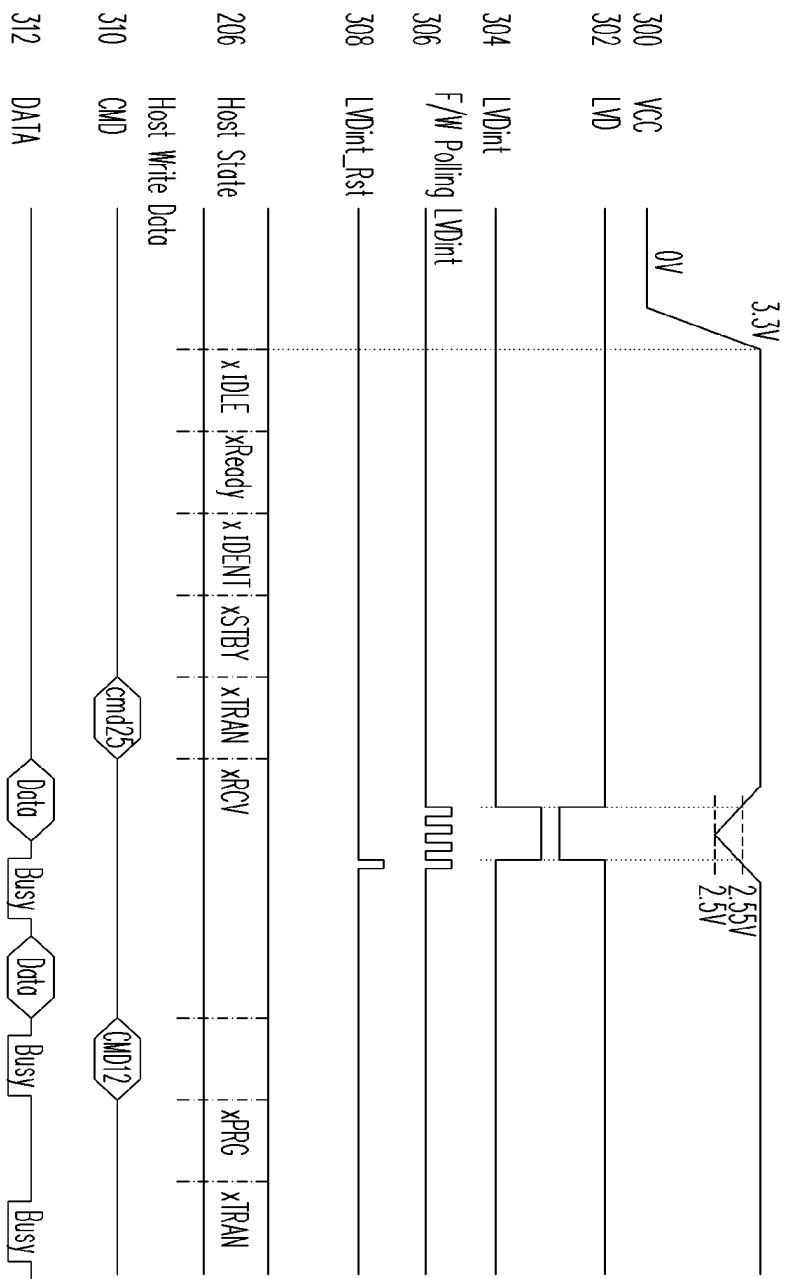 3.3V
0V
2.55V
2.5V
300 VCC
302 LVD
304 LVDint
306 F/W Polling LVDint
308 LVDint_Rst
206 Host State
xIDLE xReady xIDENT xSTBY xTRAN xRCV xPRG xTRAN
Host Write Data
310 CMD
cmd25 CMD12
312 DATA
Data Busy Data Busy Busy